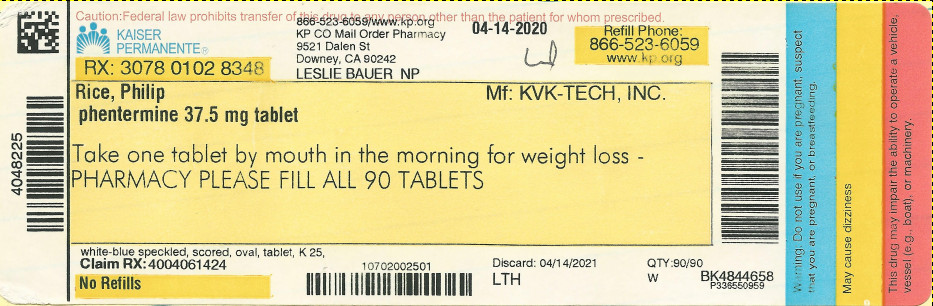 Caution:Federal law prohibits transfer of this drug to any person other than the patient for whom prescribed.
KAISER
PERMANENTE®
RX: 3078 0102 8348
866-523-6059/www.kp.org
KP CO Mail Order Pharmacy
9521 Dalen St
Downey, CA 90242
LESLIE BAUER NP
04-14-2020
Refill Phone:
866-523-6059
www.kp.org
Rice, Philip
Mf: KVK-TECH, INC.
phentermine 37.5 mg tablet
Take one tablet by mouth in the morning for weight loss -
PHARMACY PLEASE FILL ALL 90 TABLETS
4048225
white-blue speckled, scored, oval, tablet, K 25,
Claim RX: 4004061424
No Refills
10702002501
Discard: 04/14/2021
LTH
QTY: 90/90
W
BK4844658
P336550959
Warning: Do not use if you are pregnant, suspect
that you are pregnant, or breastfeeding.
May cause dizziness
This drug may impair the ability to operate a vehicle,
vessel (e.g., boat), or machinery.